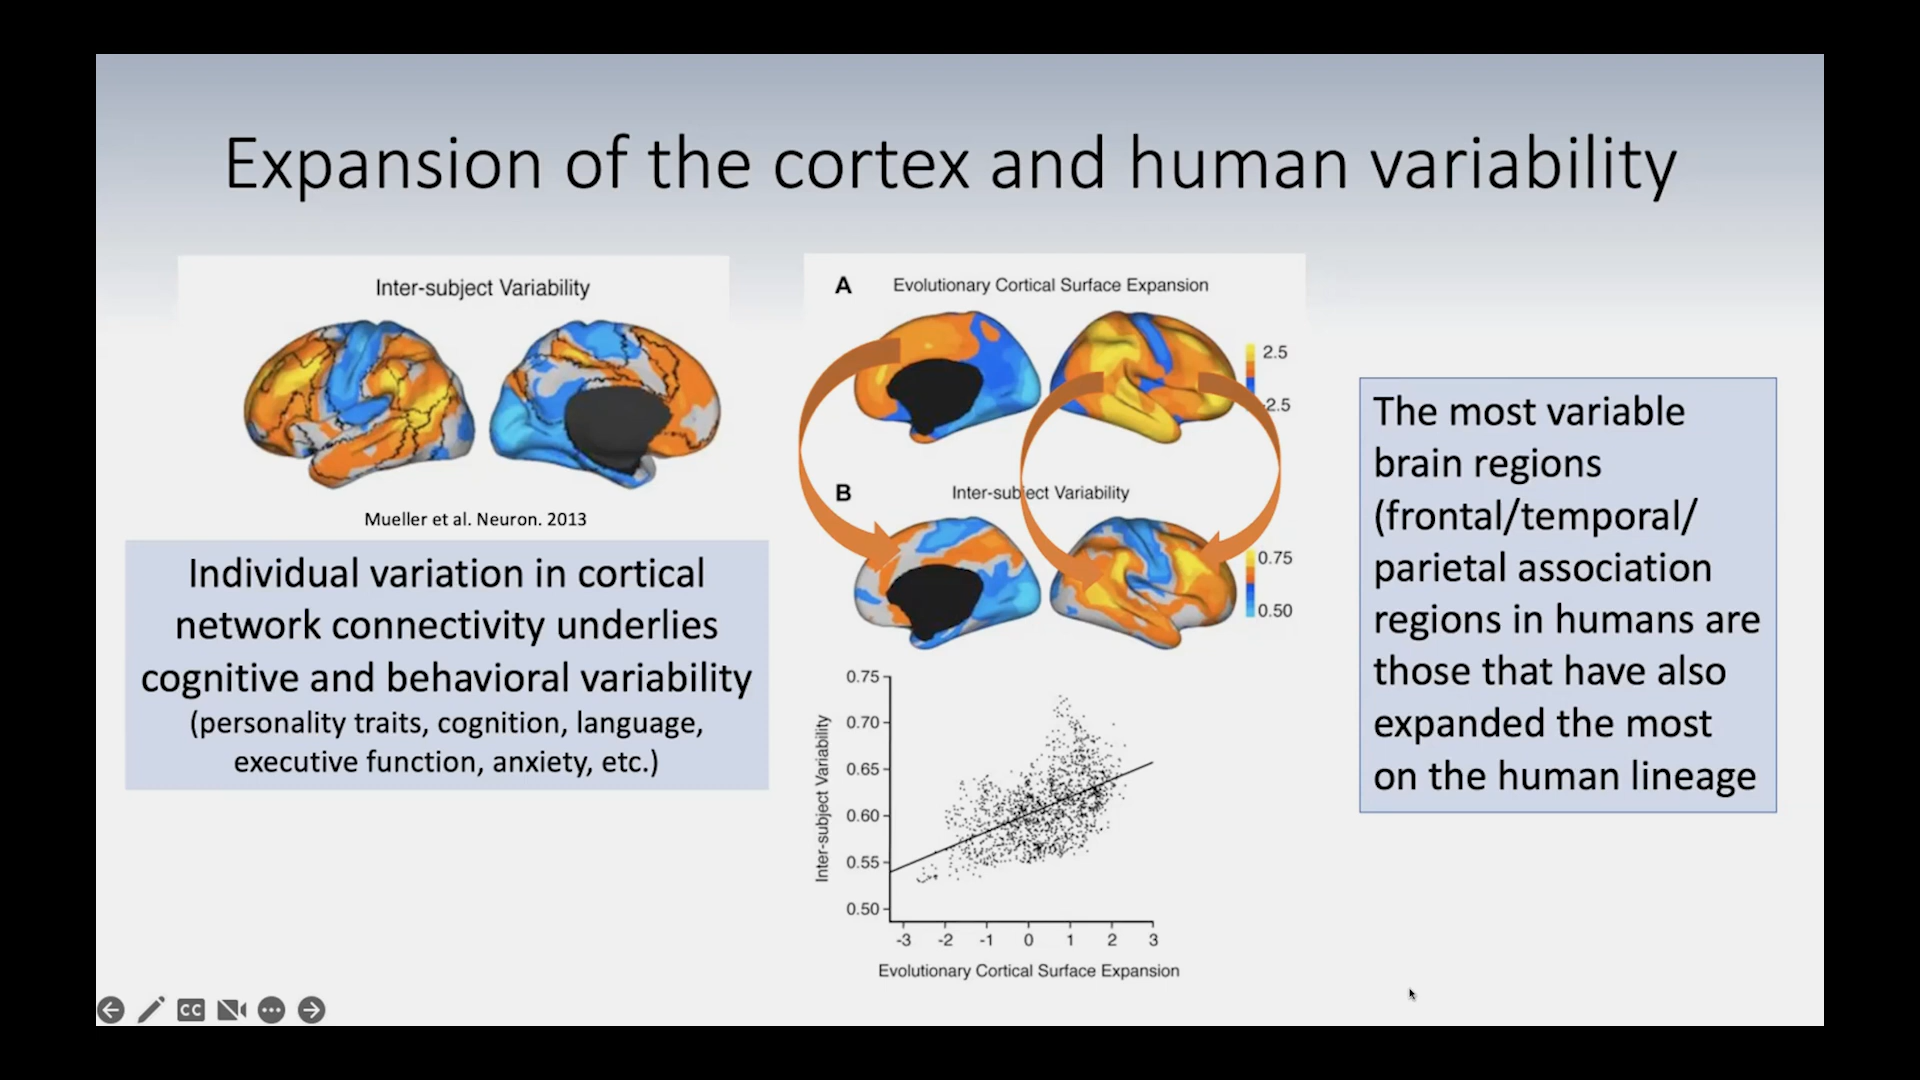 Expansion of the cortex and human variability
Inter-subject Variability
Mueller et al. Neuron. 2013
Individual variation in cortical
network connectivity underlies
cognitive and behavioral variability
(personality traits, cognition, language,
executive function, anxiety, etc.)
A
Evolutionary Cortical Surface Expansion
2.5
-2.5
B
Inter-subject Variability
0.75
0.50
0.75
0.70
0.65
0.60
0.55
0.50
Inter-subject Variability
-3 -2 -1 0 1 2 3
Evolutionary Cortical Surface Expansion
The most variable
brain regions
(frontal/temporal/
parietal association
regions in humans are
those that have also
expanded the most
on the human lineage
CC